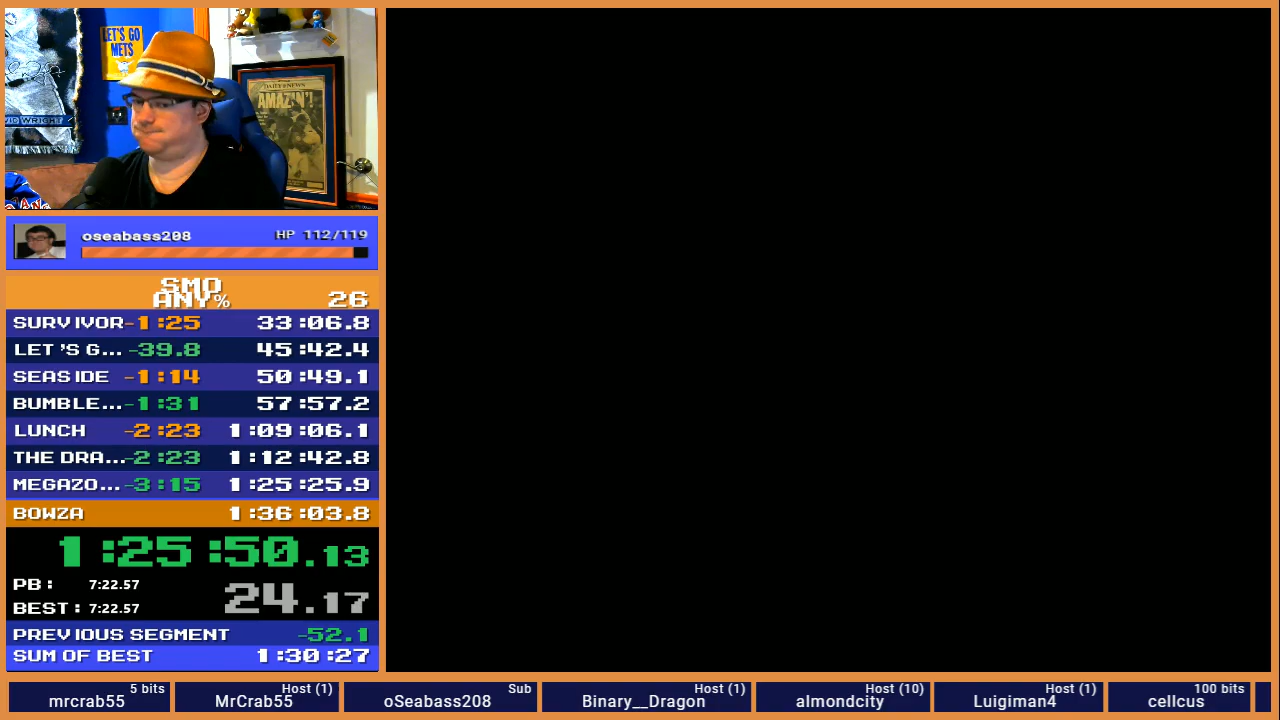 LET'S GO
METS
DAILY NEWS
AMAZIN'!
VID WRIGHT
oseabass208 HP 112/119
SMO
ANY% 26
SURVIVOR -1:25 33:06.8
LET'S G... -39.8 45:42.4
SEASIDE -1:14 50:49.1
BUMBLE... -1:31 57:57.2
LUNCH -2:23 1:09:06.1
THE DRA... -2:23 1:12:42.8
MEGAZO... -3:15 1:25:25.9
BOWZA 1:36:03.8
1:25:50.13
PB: 7:22.57
24.17
BEST: 7:22.57
PREVIOUS SEGMENT -52.1
SUM OF BEST 1:30:27
5 bits Host (1) Sub Host (1) Host (10) Host (1) 100 bits
mrcrab55 MrCrab55 oSeabass208 Binary__Dragon almondcity Luigiman4 cellcus